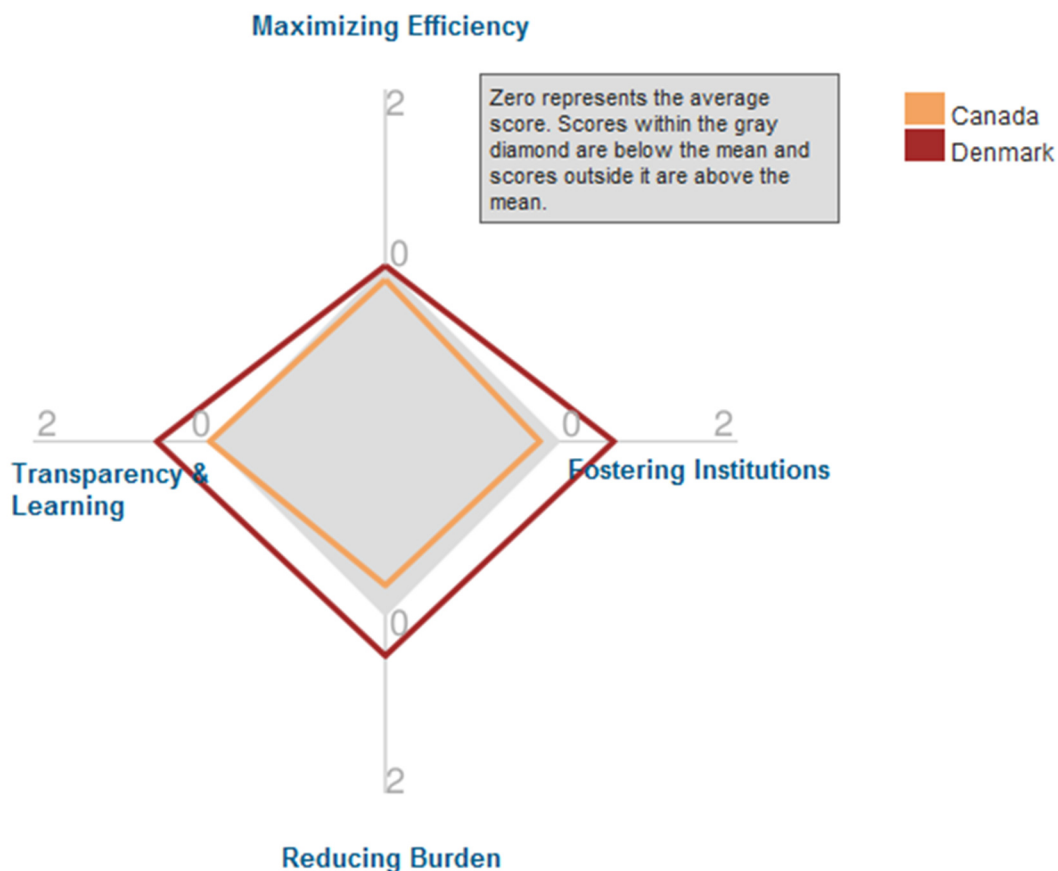 Maximizing Efficiency
2
Zero represents the average
score. Scores within the gray
diamond are below the mean and
scores outside it are above the
mean.
Canada
Denmark
0
2
0
0
2
Transparency &
Learning
Fostering Institutions
0
2
Reducing Burden